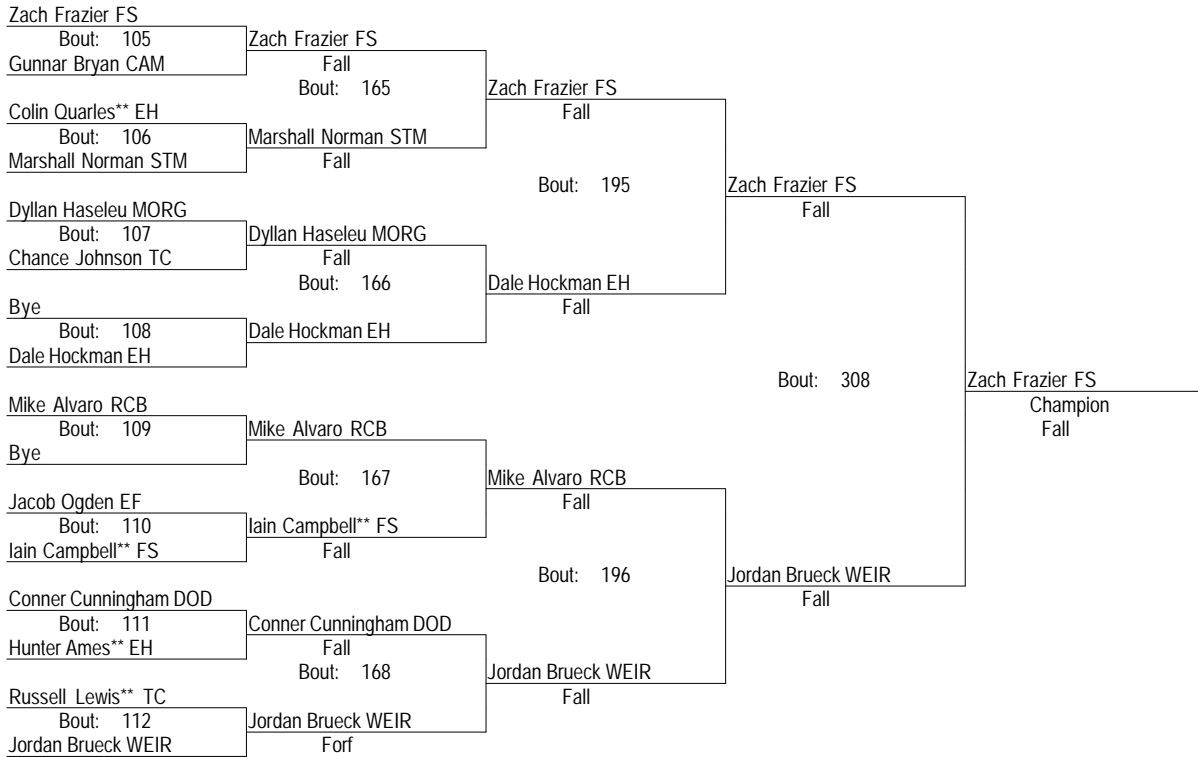 Zach Frazier FS
Bout: 105
Gunnar Bryan CAM
Colin Quarles** EH
Bout: 106
Marshall Norman STM
Dyllan Haseleu MORG
Bout: 107
Chance Johnson TC
Bye
Bout: 108
Dale Hockman EH
Mike Alvaro RCB
Bout: 109
Bye
Jacob Ogden EF
Bout: 110
Iain Campbell** FS
Conner Cunningham DOD
Bout: 111
Hunter Ames** EH
Russell Lewis** TC
Bout: 112
Jordan Brueck WEIR
Zach Frazier FS
Fall
Bout: 165
Marshall Norman STM
Fall
Dyllan Haseleu MORG
Fall
Bout: 166
Dale Hockman EH
Mike Alvaro RCB
Bout: 167
Iain Campbell** FS
Fall
Conner Cunningham DOD
Fall
Bout: 168
Jordan Brueck WEIR
Forf
Zach Frazier FS
Fall
Bout: 195
Dale Hockman EH
Fall
Mike Alvaro RCB
Fall
Bout: 196
Jordan Brueck WEIR
Fall
Zach Frazier FS
Fall
Bout: 308
Jordan Brueck WEIR
Fall
Zach Frazier FS
Champion
Fall